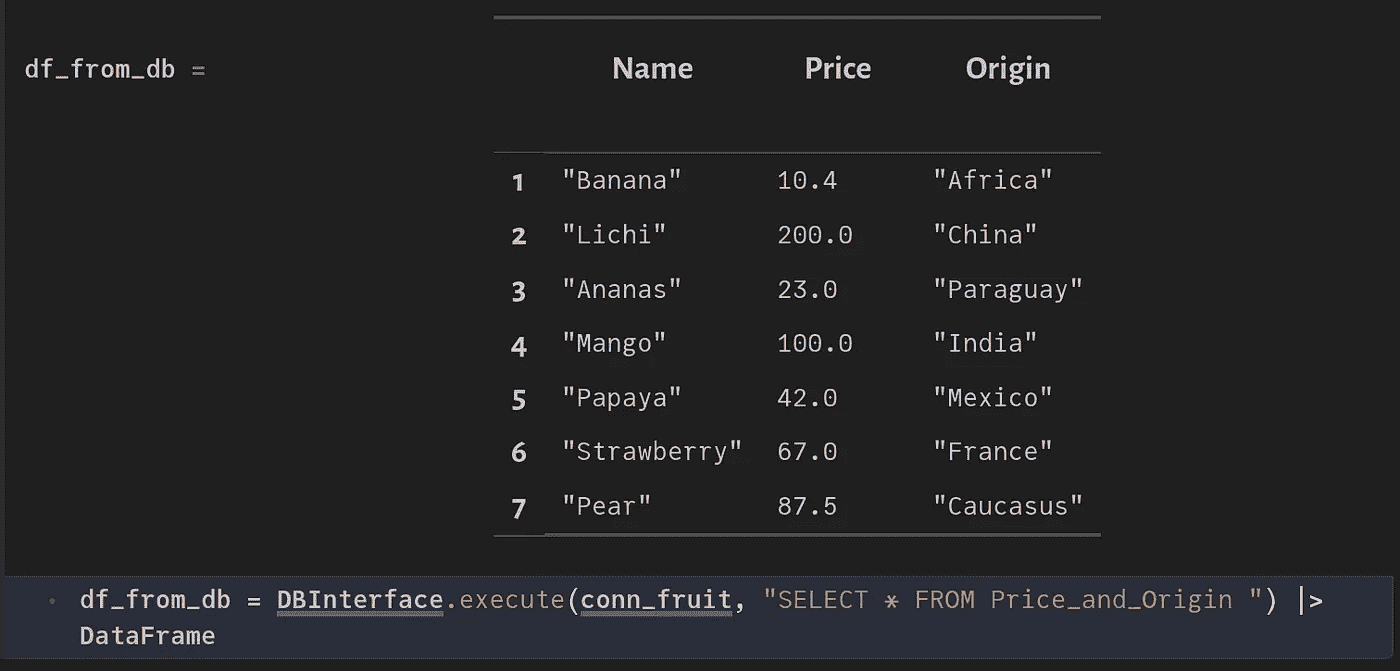 df_from_db =
Name Price Origin
1 "Banana" 10.4 "Africa"
2 "Lichi" 200.0 "China"
3 "Ananas" 23.0 "Paraguay"
4 "Mango" 100.0 "India"
5 "Papaya" 42.0 "Mexico"
6 "Strawberry" 67.0 "France"
7 "Pear" 87.5 "Caucasus"
df_from_db = DBInterface.execute(conn_fruit, "SELECT * FROM Price_and_Origin ") |>
DataFrame